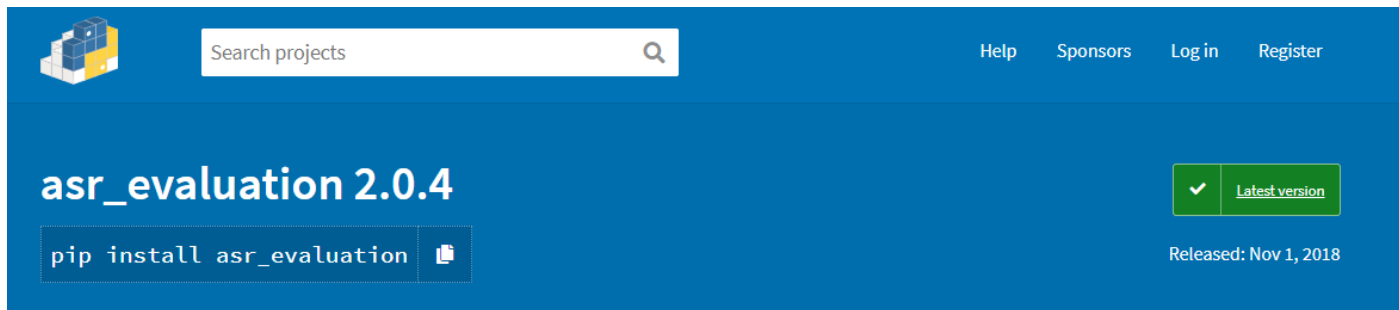 Search projects
Help Sponsors Log in Register
asr_evaluation 2.0.4
Latest version
pip install asr_evaluation
Released: Nov 1, 2018